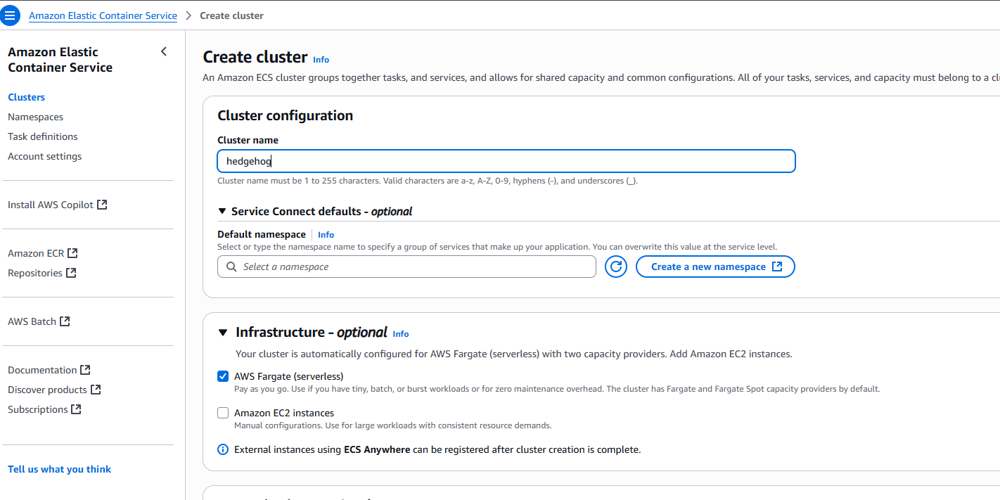 Amazon Elastic Container Service > Create cluster
Amazon Elastic
Container Service
Clusters
Namespaces
Task definitions
Account settings
Install AWS Copilot
Amazon ECR
Repositories
AWS Batch
Documentation
Discover products
Subscriptions
Tell us what you think
Create cluster Info
An Amazon ECS cluster groups together tasks, and services, and allows for shared capacity and common configurations. All of your tasks, services, and capacity must belong to a
Cluster configuration
Cluster name
hedgehog
Cluster name must be 1 to 255 characters. Valid characters are a-z, A-Z, 0-9, hyphens (-), and underscores (_).
Service Connect defaults - optional
Default namespace Info
Select or type the namespace name to specify a group of services that make up your application. You can overwrite this value at the service level.
Select a namespace
Create a new namespace
Infrastructure - optional Info
Your cluster is automatically configured for AWS Fargate (serverless) with two capacity providers. Add Amazon EC2 instances.
AWS Fargate (serverless)
Pay as you go. Use if you have tiny, batch, or burst workloads or for zero maintenance overhead. The cluster has Fargate and Fargate Spot capacity providers by default.
Amazon EC2 instances
Manual configurations. Use for large workloads with consistent resource demands.
External instances using ECS Anywhere can be registered after cluster creation is complete.